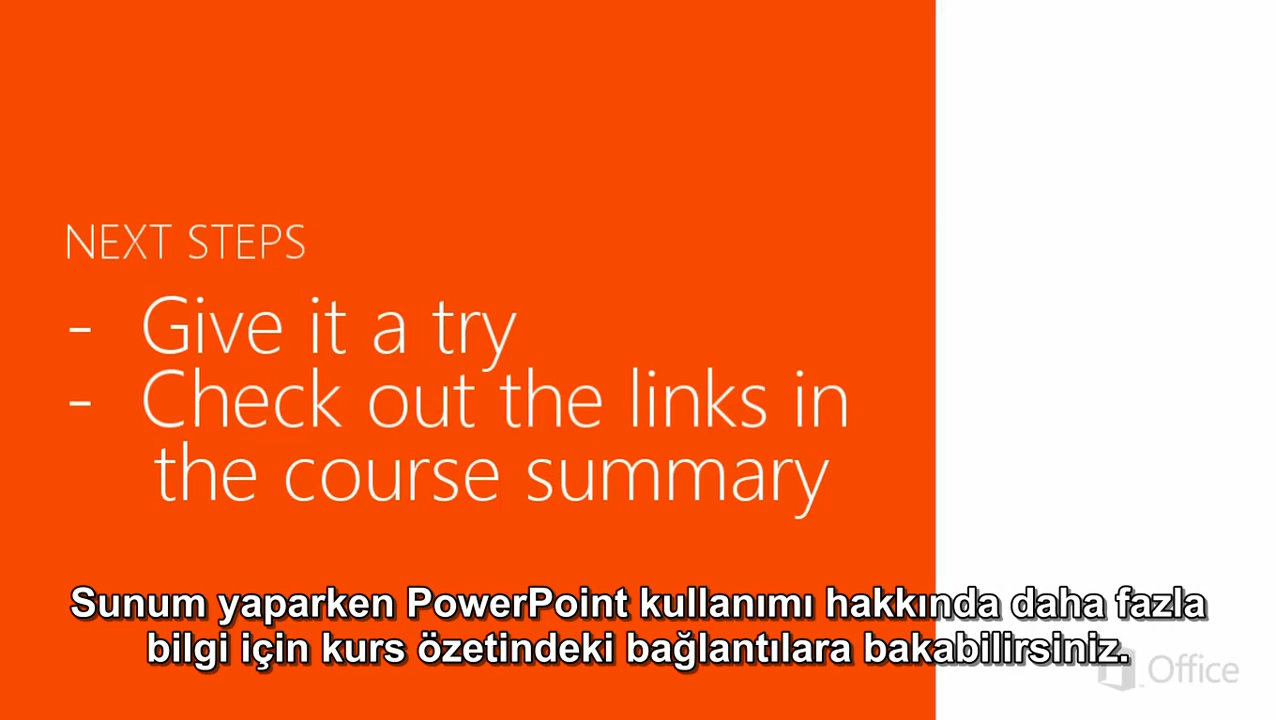 NEXT STEPS
- Give it a try
- Check out the links in
the course summary
Sunum yaparken PowerPoint kullanımı hakkında daha fazla
bilgi için kurs özetindeki bağlantılara bakabilirsiniz.
Office